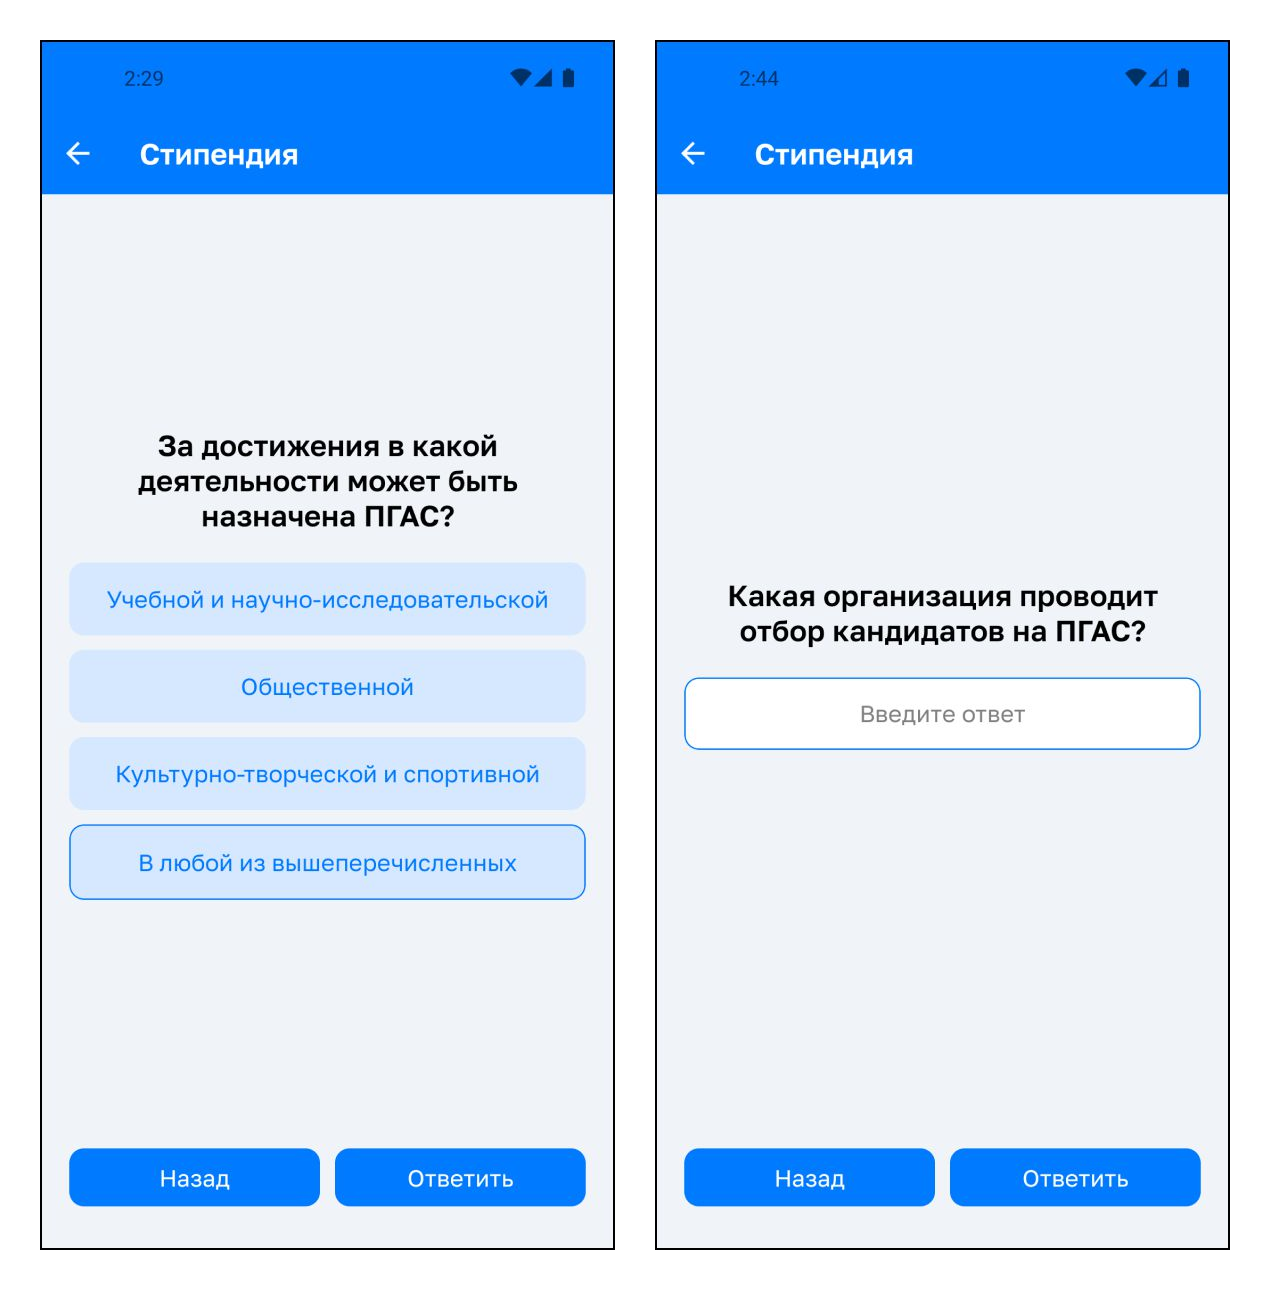 2:29
Стипендия
За достижения в какой
деятельности может быть
назначена ПГАС?
Учебной и научно-исследовательской
Общественной
Культурно-творческой и спортивной
В любой из вышеперечисленных
Назад
Ответить
2:44
Стипендия
Какая организация проводит
отбор кандидатов на ПГАС?
Введите ответ
Назад
Ответить